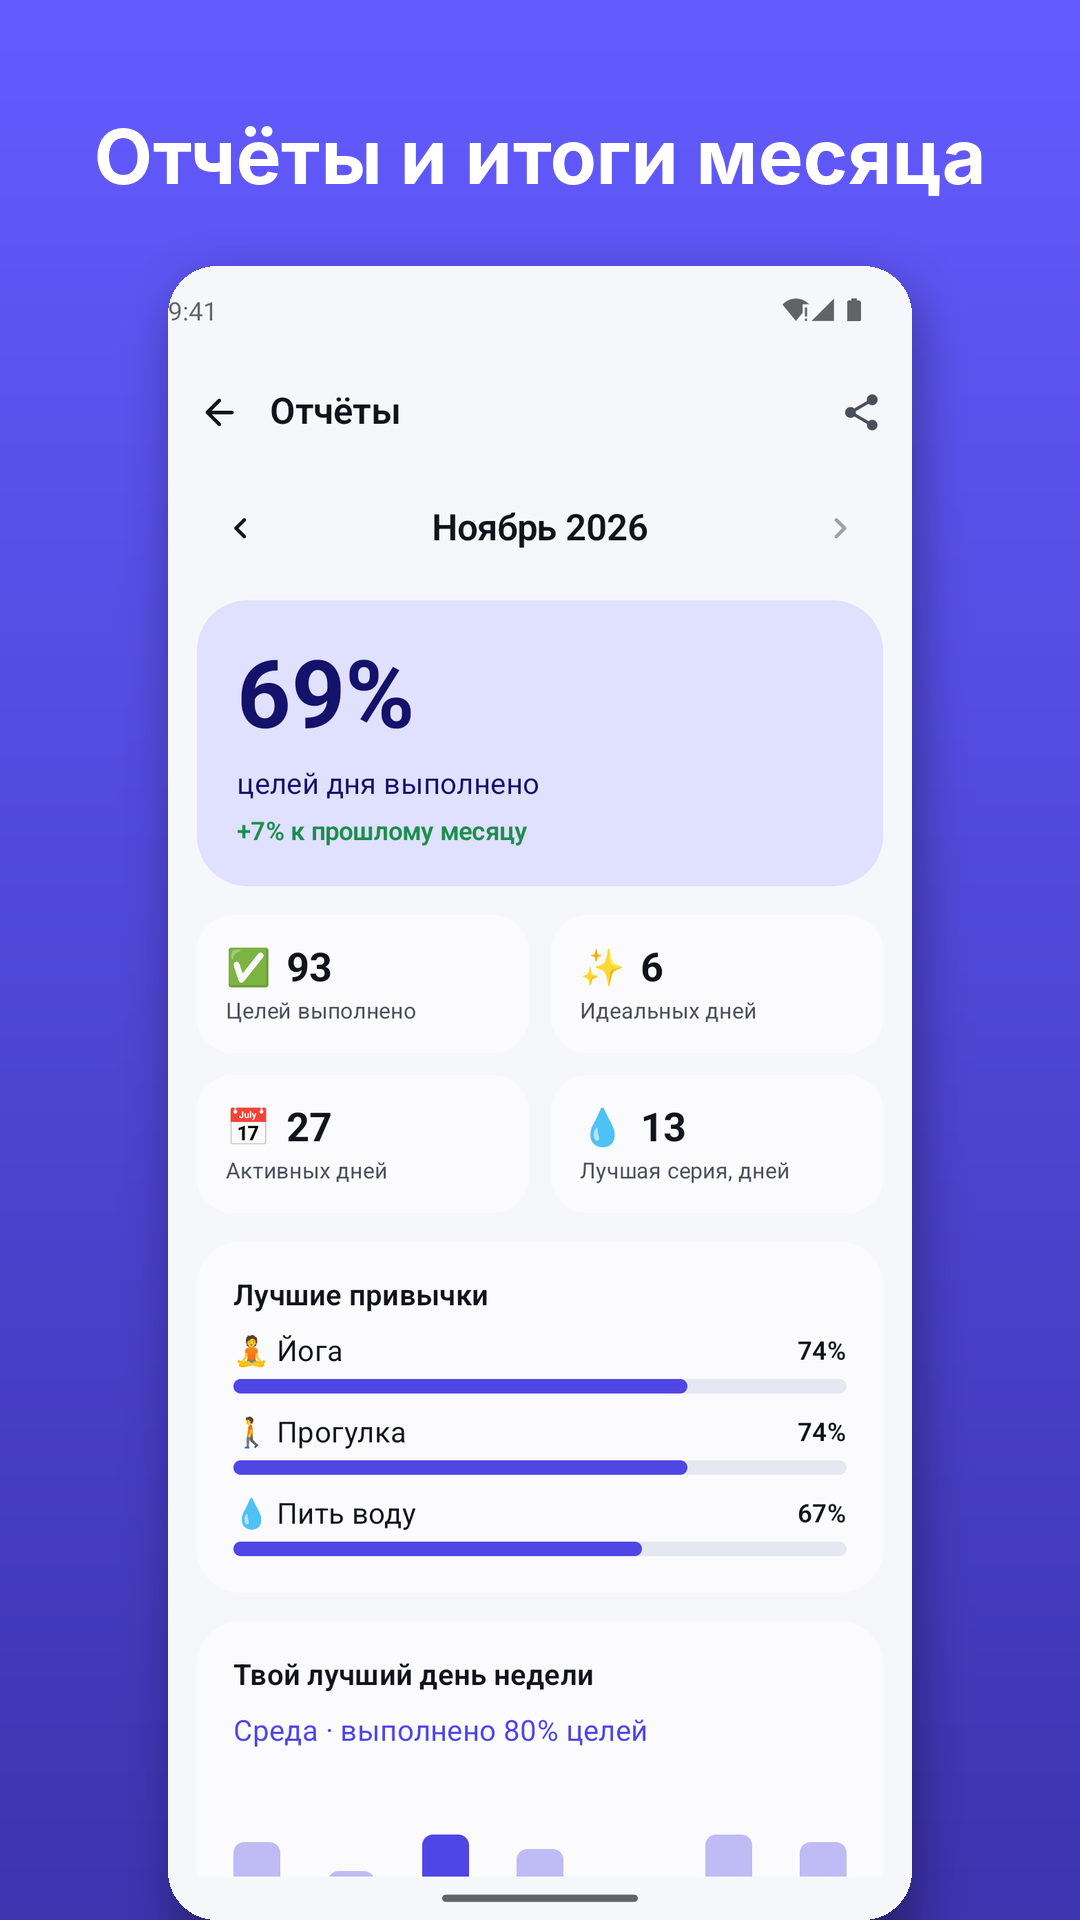 Отчёты и итоги месяца
9:41
Отчёты
Ноябрь 2026
69%
целей дня выполнено
+7% к прошлому месяцу
93
Целей выполнено
6
Идеальных дней
July
17
27
Активных дней
13
Лучшая серия, дней
Лучшие привычки
Йога 74%
Прогулка 74%
Пить воду 67%
Твой лучший день недели
Среда · выполнено 80% целей